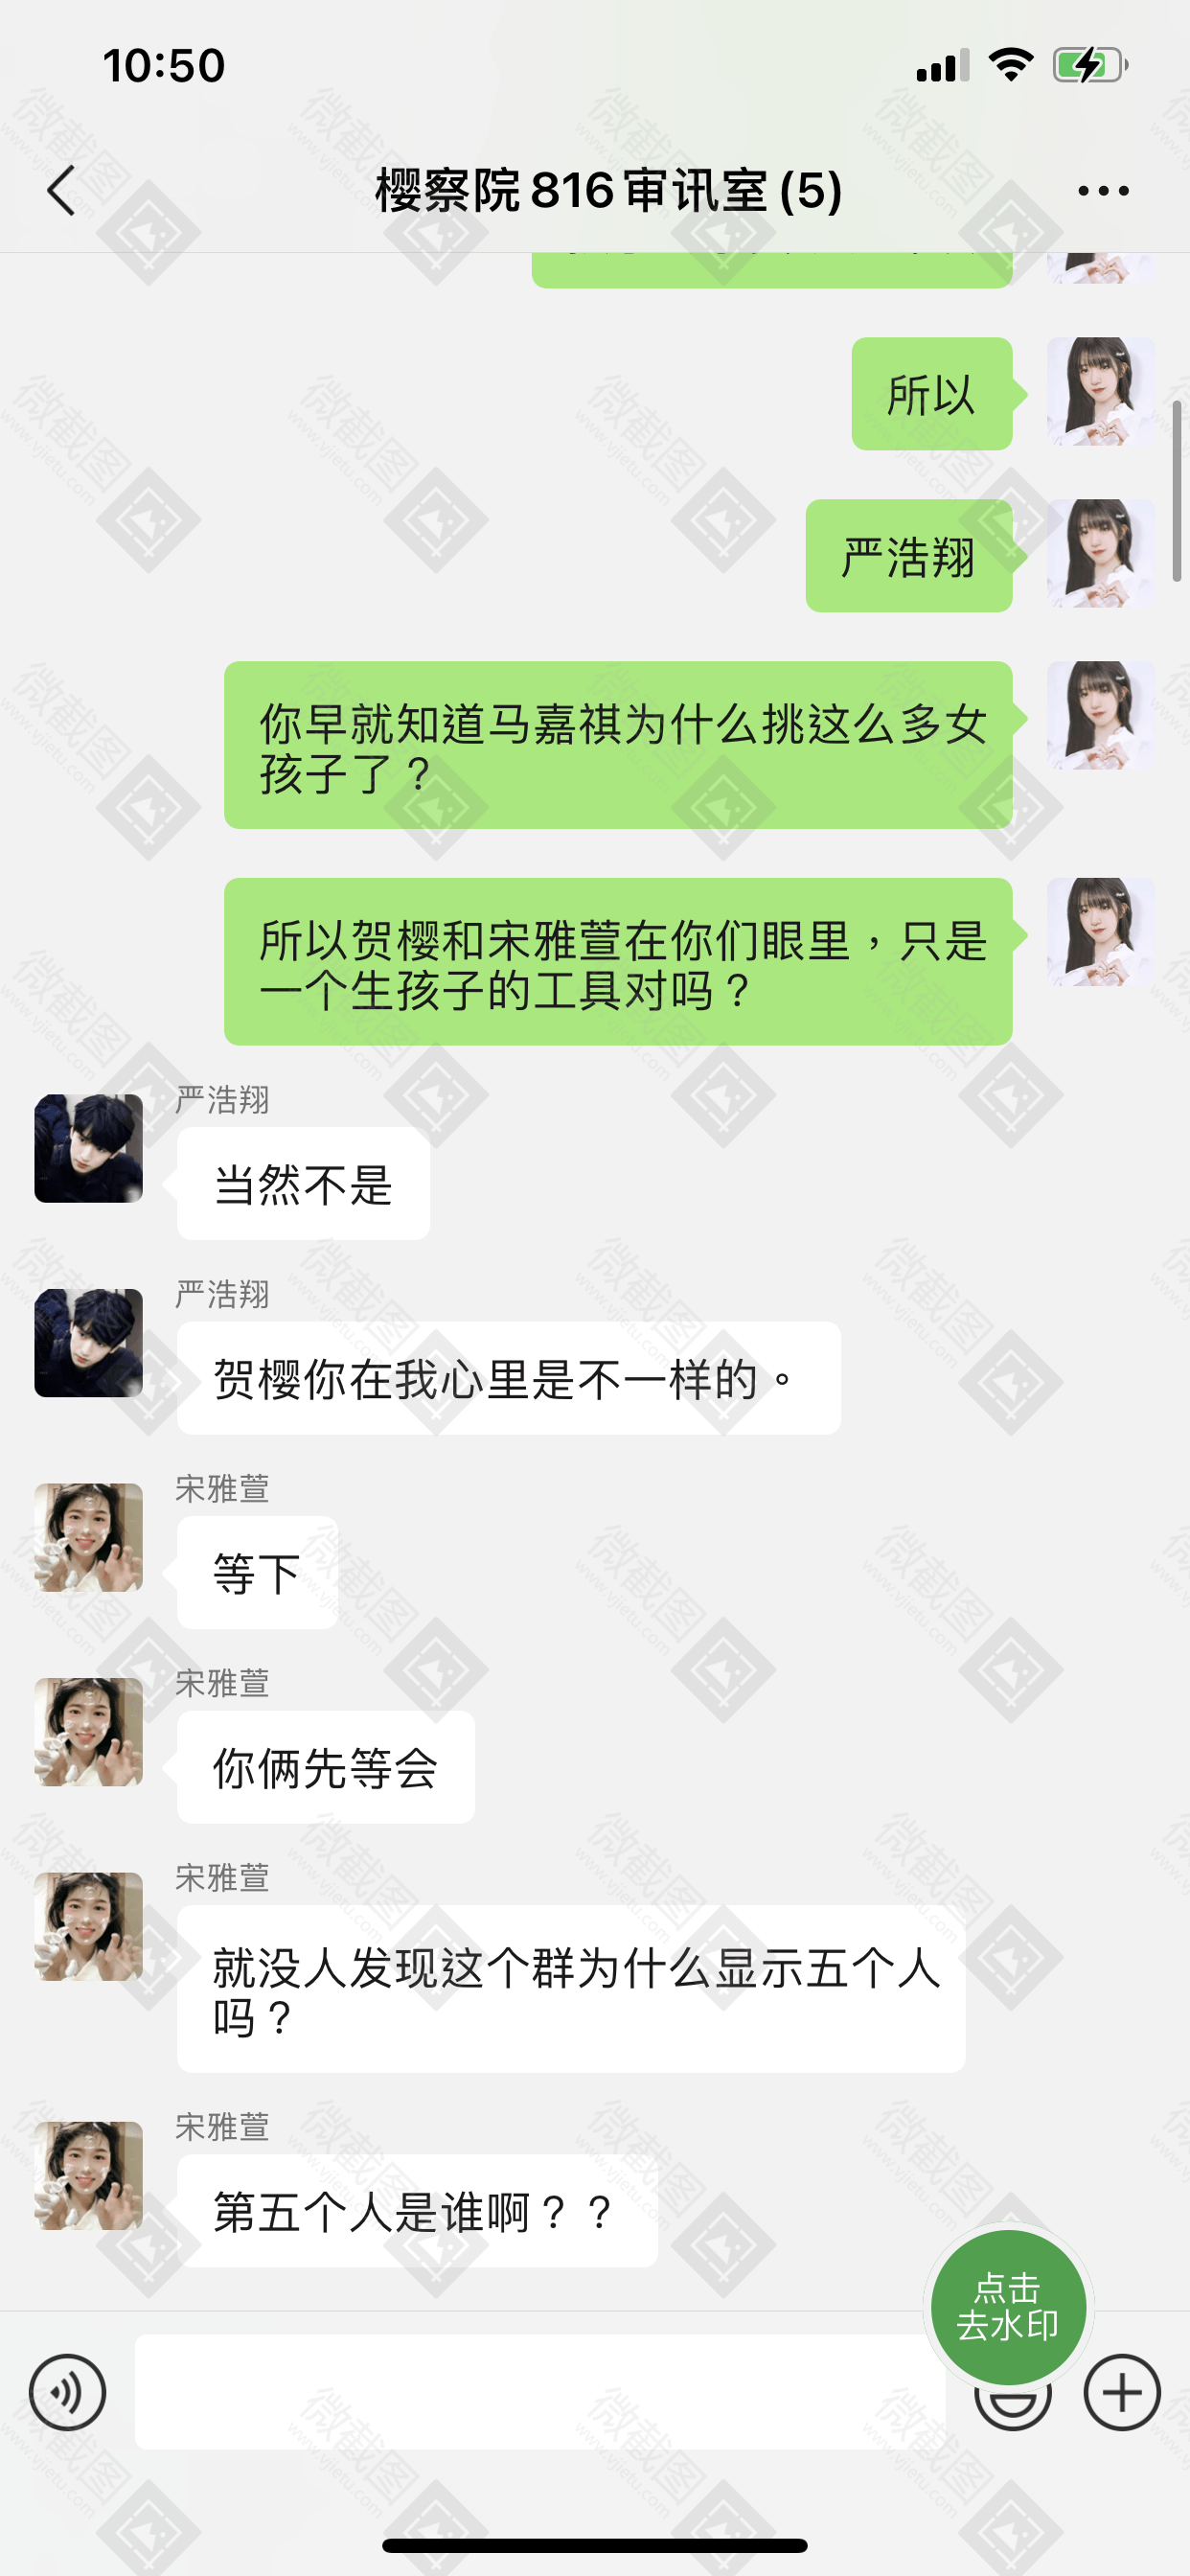 10:50
樱察院816审讯室(5)
所以
严浩翔
你早就知道马嘉祺为什么挑这么多女
孩子了？
所以贺樱和宋雅萱在你们眼里，只是
一个生孩子的工具对吗？
严浩翔
当然不是
严浩翔
贺樱你在我心里是不一样的。
宋雅萱
等下
宋雅萱
你俩先等会
宋雅萱
就没人发现这个群为什么显示五个人
吗？
宋雅萱
第五个人是谁啊？？
点击
去水印
微截图
www.vjietu.com